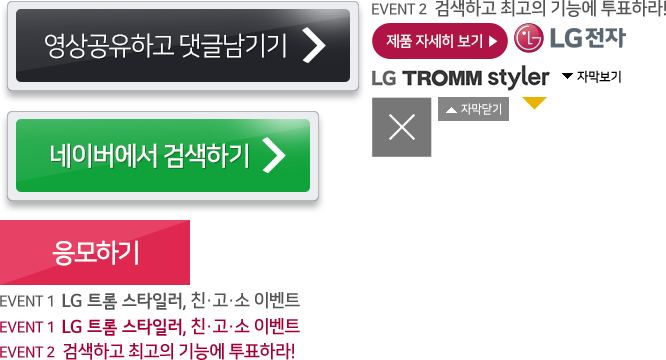 영상공유하고 댓글남기기
EVENT 2 검색하고 최고의 기능에 투표하라!
제품 자세히 보기
LG전자
LG TROMM styler
자막보기
자막닫기
네이버에서 검색하기
응모하기
EVENT 1 LG 트롬 스타일러, 친·고·소 이벤트
EVENT 1 LG 트롬 스타일러, 친·고·소 이벤트
EVENT 2 검색하고 최고의 기능에 투표하라!